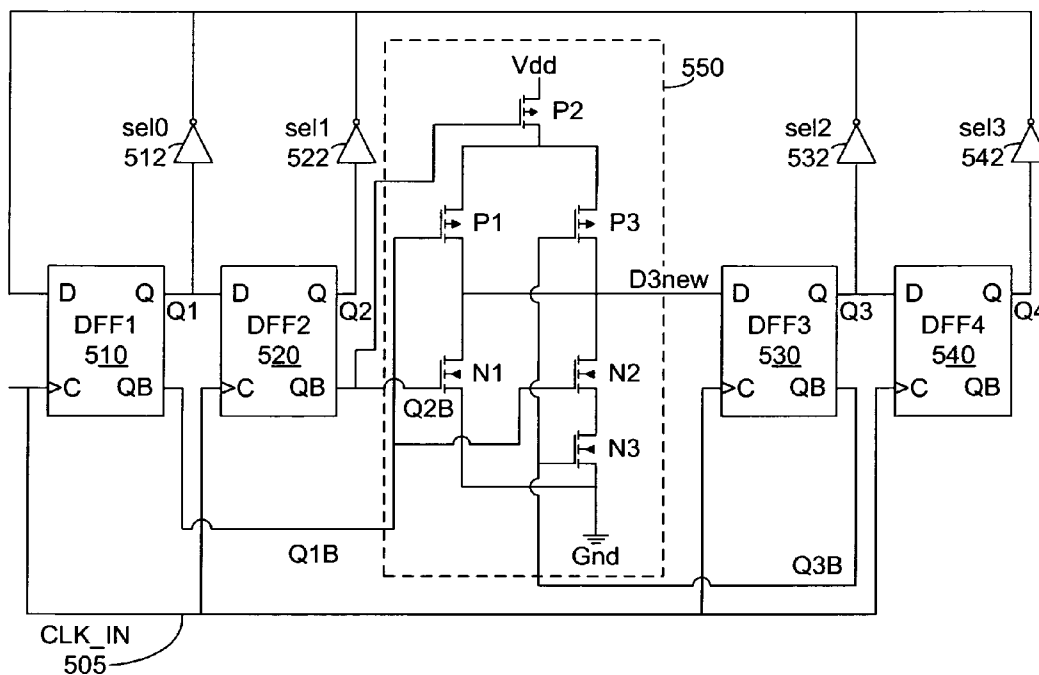 Vdd
550
P2
sel0
512
sel1
522
sel2
532
sel3
542
P1
P3
D3new
D Q
DFF1
510
C QB
Q1
D Q
DFF2
520
C QB
Q2
N1
N2
Q2B
N3
D Q
DFF3
530
C QB
Q3
D Q
DFF4
540
C QB
Q4
Q1B
Gnd
Q3B
CLK_IN
505